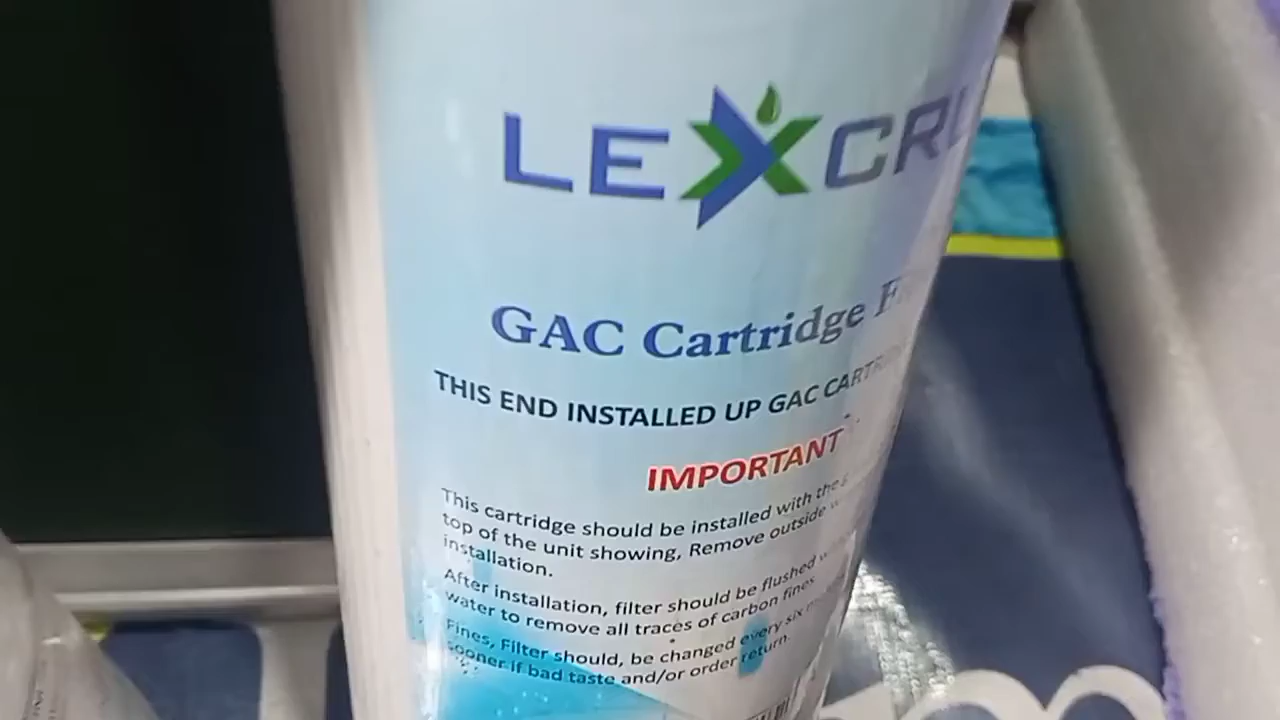 LEXCRU
GAC Cartridge
THIS END INSTALLED UP GAC
IMPORTANT
This cartridge should be installed with the
top of the unit showing, Remove outside
installation.
After installation, filter should be flushed
water to remove all traces of carbon fines
Fines, Filter should, be changed every six
sooner if bad taste and/or order return.